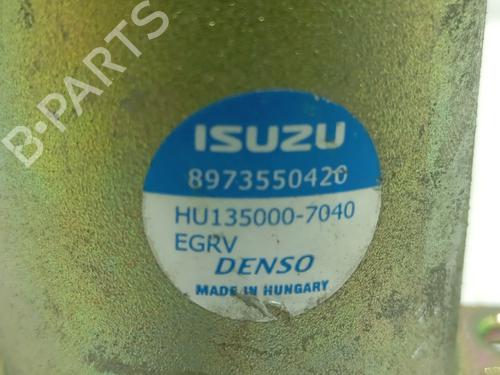 B-PARTS
ISUZU
8973550420
HU135000-7040
EGRV
DENSO
MADE IN HUNGARY